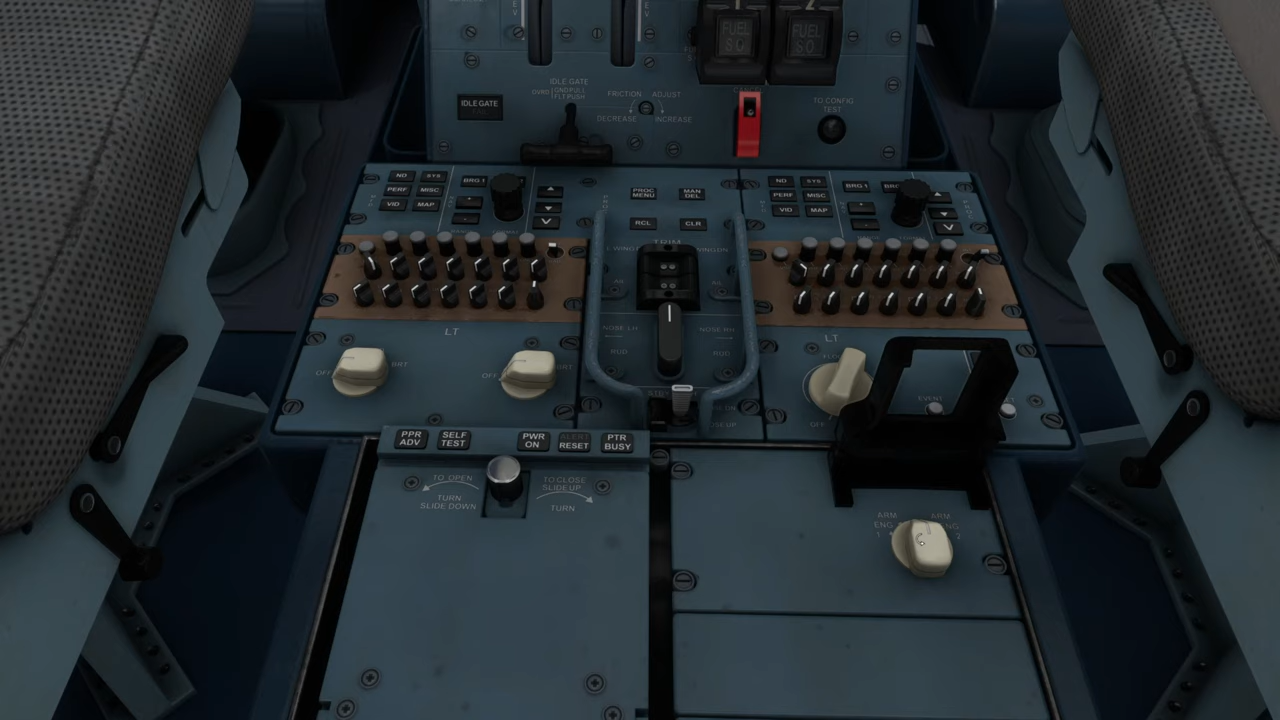 1
2
FUEL
SO
FUEL
SO
IDLE GATE
OVRD
GND:PULL
FLT:PUSH
IDLE GATE
FRICTION ADJUST
DECREASE INCREASE
TO CONFIG
TEST
ND SYS
PERF MISC
VID MAP
BRG 1
PROC
MENU
MAN
DEL
RCL
CLR
ND SYS
PERF MISC
VID MAP
BRG 1
TRIM
LT
OFF
BRT
OFF
BRT
NOSE LH
NOSE RH
RUD
RUD
LT
OFF
EVENT
PPR
ADV
SELF
TEST
PWR
ON
ALERT
RESET
PTR
BUSY
TO OPEN
TURN
SLIDE DOWN
TO CLOSE
SLIDE UP
TURN
ARM
ENG
1
ARM
ENG
2